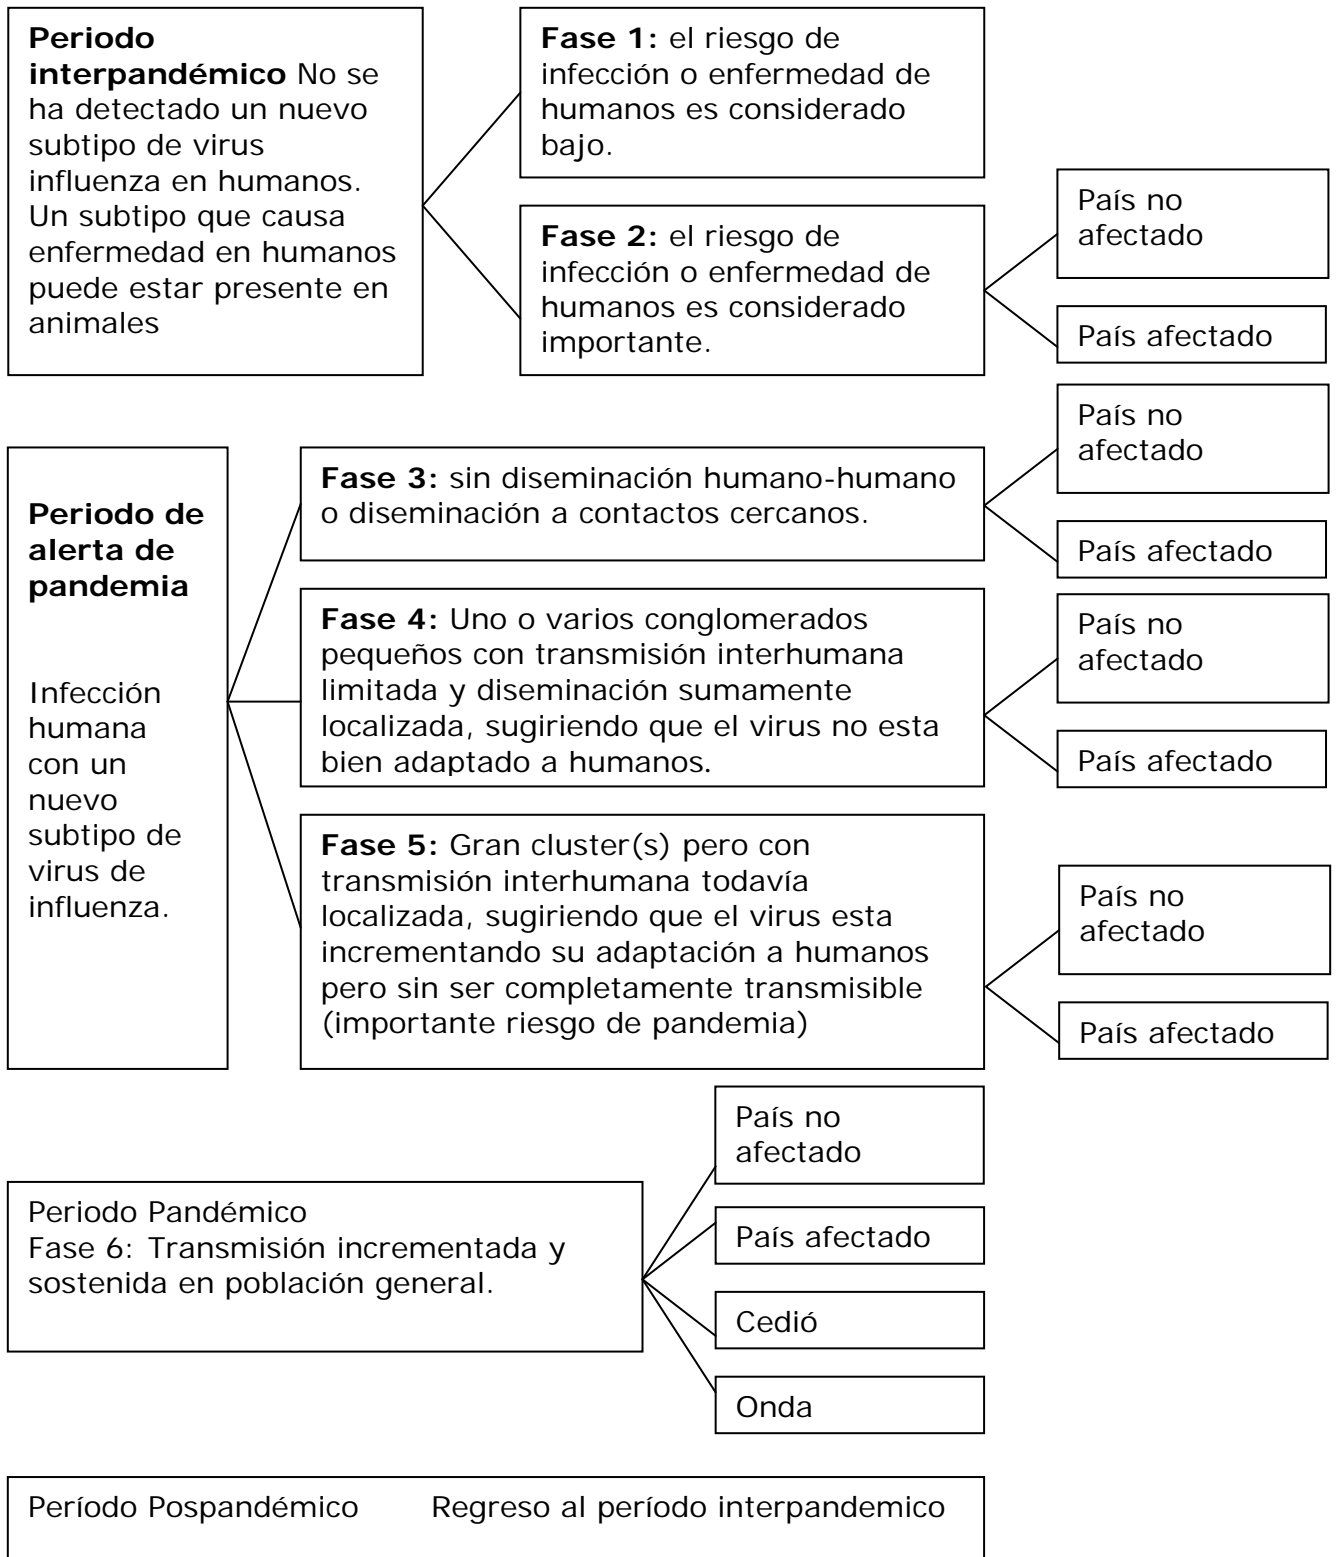 Periodo
interpandémico No se
ha detectado un nuevo
subtipo de virus
influenza en humanos.
Un subtipo que causa
enfermedad en humanos
puede estar presente en
animales
Fase 1: el riesgo de
infección o enfermedad de
humanos es considerado
bajo.
Fase 2: el riesgo de
infección o enfermedad de
humanos es considerado
importante.
País no
afectado
País afectado
Periodo de
alerta de
pandemia
Infección
humana
con un
nuevo
subtipo de
virus de
influenza.
Fase 3: sin diseminación humano-humano
o diseminación a contactos cercanos.
País no
afectado
País afectado
Fase 4: Uno o varios conglomerados
pequeños con transmisión interhumana
limitada y diseminación sumamente
localizada, sugiriendo que el virus no esta
bien adaptado a humanos.
País no
afectado
País afectado
Fase 5: Gran cluster(s) pero con
transmisión interhumana todavía
localizada, sugiriendo que el virus esta
incrementando su adaptación a humanos
pero sin ser completamente transmisible
(importante riesgo de pandemia)
País no
afectado
País afectado
Periodo Pandémico
Fase 6: Transmisión incrementada y
sostenida en población general.
País no
afectado
País afectado
Cedió
Onda
Período Pospandémico Regreso al período interpandemico